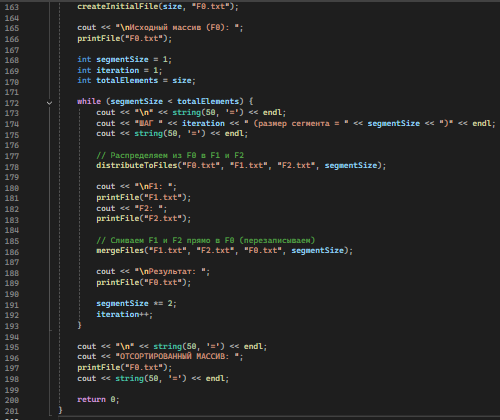 163 createInitialFile(size, "F0.txt");
164
165 cout << "\nИсходный массив (F0): ";
166 printFile("F0.txt");
167
168 int segmentSize = 1;
169 int iteration = 1;
170 int totalElements = size;
171
172 while (segmentSize < totalElements) {
173 cout << "\n" << string(50, '=') << endl;
174 cout << "ШАГ " << iteration << " (размер сегмента = " << segmentSize << ")" << endl;
175 cout << string(50, '=') << endl;
176
177 // Распределяем из F0 в F1 и F2
178 distributeToFiles("F0.txt", "F1.txt", "F2.txt", segmentSize);
179
180 cout << "\nF1: ";
181 printFile("F1.txt");
182 cout << "F2: ";
183 printFile("F2.txt");
184
185 // Сливаем F1 и F2 прямо в F0 (перезаписываем)
186 mergeFiles("F1.txt", "F2.txt", "F0.txt", segmentSize);
187
188 cout << "\nРезультат: ";
189 printFile("F0.txt");
190
191 segmentSize *= 2;
192 iteration++;
193 }
194
195 cout << "\n" << string(50, '=') << endl;
196 cout << "ОТСОРТИРОВАННЫЙ МАССИВ: ";
197 printFile("F0.txt");
198 cout << string(50, '=') << endl;
199
200 return 0;
201 }